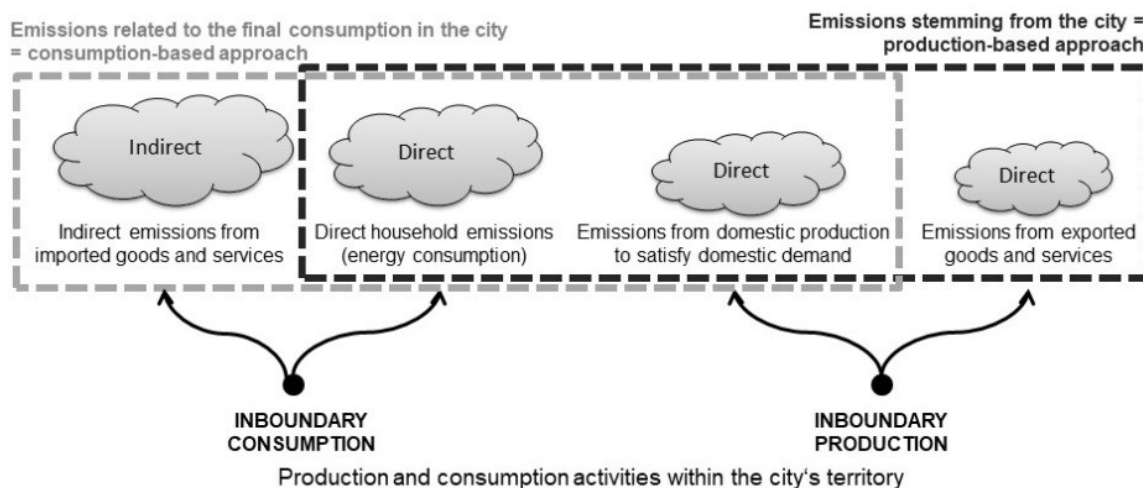 Emissions related to the final consumption in the city
= consumption-based approach
Emissions stemming from the city =
production-based approach
Indirect
Direct
Direct
Direct
Indirect emissions from
imported goods and services
Direct household emissions
(energy consumption)
Emissions from domestic production
to satisfy domestic demand
Emissions from exported
goods and services
INBOUNDARY
CONSUMPTION
INBOUNDARY
PRODUCTION
Production and consumption activities within the city's territory